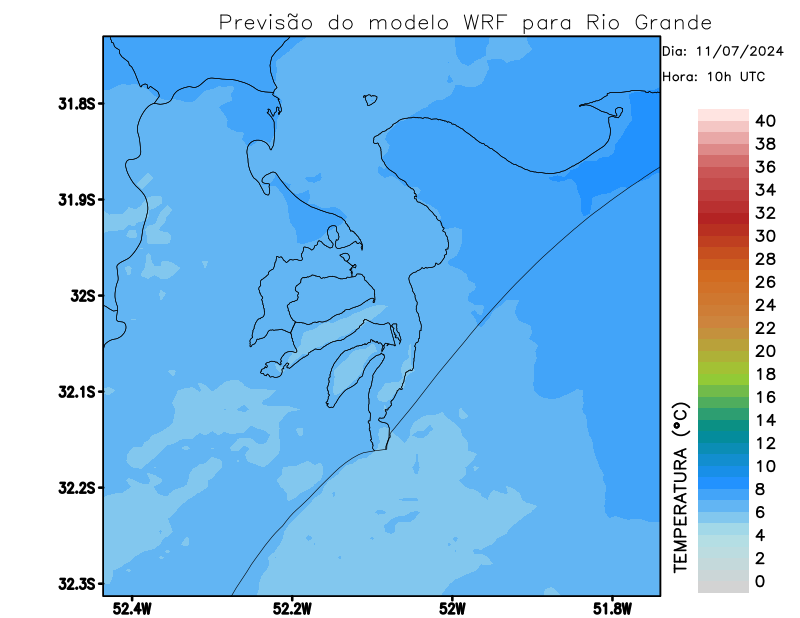 Previsão do modelo WRF para Rio Grande
Dia: 11/07/2024
Hora: 10h UTC
31.8S
31.9S
32S
32.1S
32.2S
32.3S
52.4W
52.2W
52W
51.8W
TEMPERATURA (°C)
40
38
36
34
32
30
28
26
24
22
20
18
16
14
12
10
8
6
4
2
0